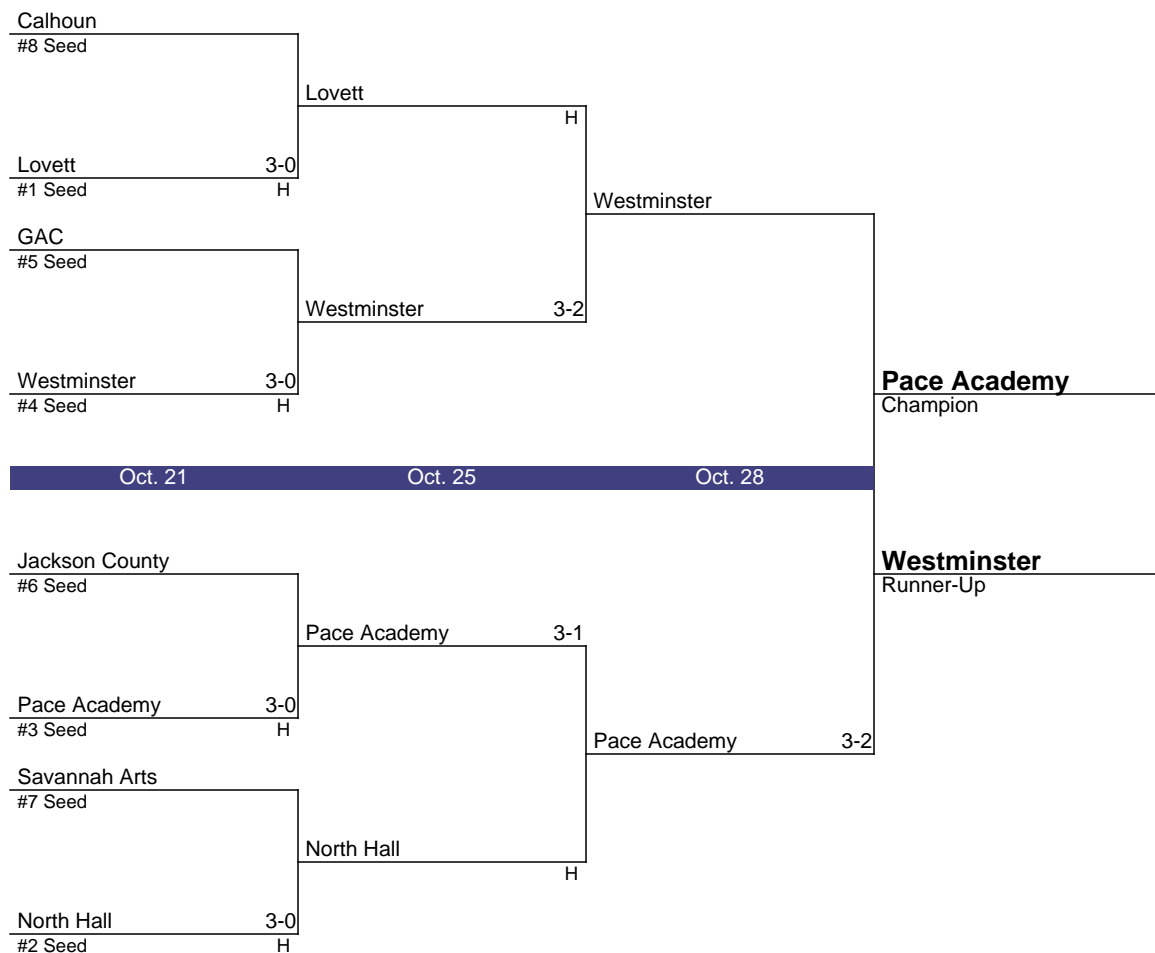 Calhoun
#8 Seed
Lovett
H
Lovett 3-0
#1 Seed H
Westminster
GAC
#5 Seed
Westminster 3-2
Westminster 3-0
#4 Seed H
Pace Academy
Champion
Oct. 21 Oct. 25 Oct. 28
Jackson County
#6 Seed
Westminster
Runner-Up
Pace Academy 3-1
Pace Academy 3-0
#3 Seed H
Pace Academy 3-2
Savannah Arts
#7 Seed
North Hall
H
North Hall 3-0
#2 Seed H